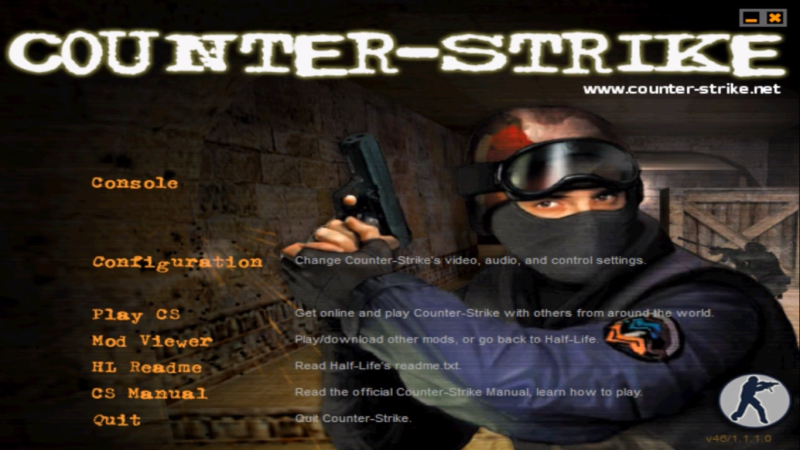 COUNTER-STRIKE
www.counter-strike.net
Console
Configuration Change Counter-Strike's video, audio, and control settings.
Play CS Get online and play Counter-Strike with others from around the world.
Mod Viewer Play/download other mods, or go back to Half-Life.
HL Readme Read Half-Life's readme.txt.
CS Manual Read the official Counter-Strike Manual, learn how to play.
Quit Quit Counter-Strike.
v46/1.1.1.0